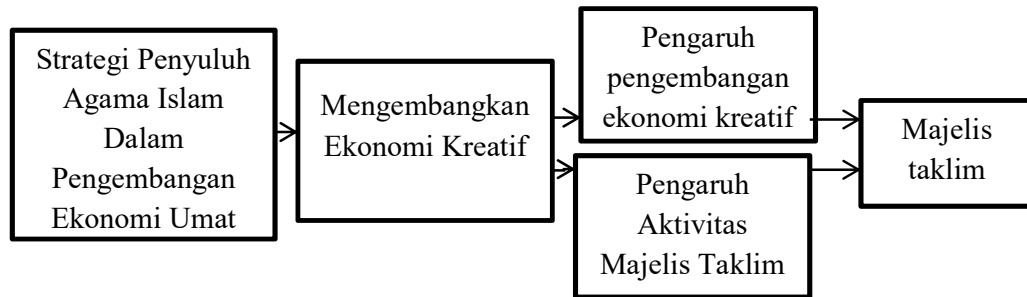 Strategi Penyuluh
Agama Islam
Dalam
Pengembangan
Ekonomi Umat
Mengembangkan
Ekonomi Kreatif
Pengaruh
pengembangan
ekonomi kreatif
Pengaruh
Aktivitas
Majelis Taklim
Majelis
taklim